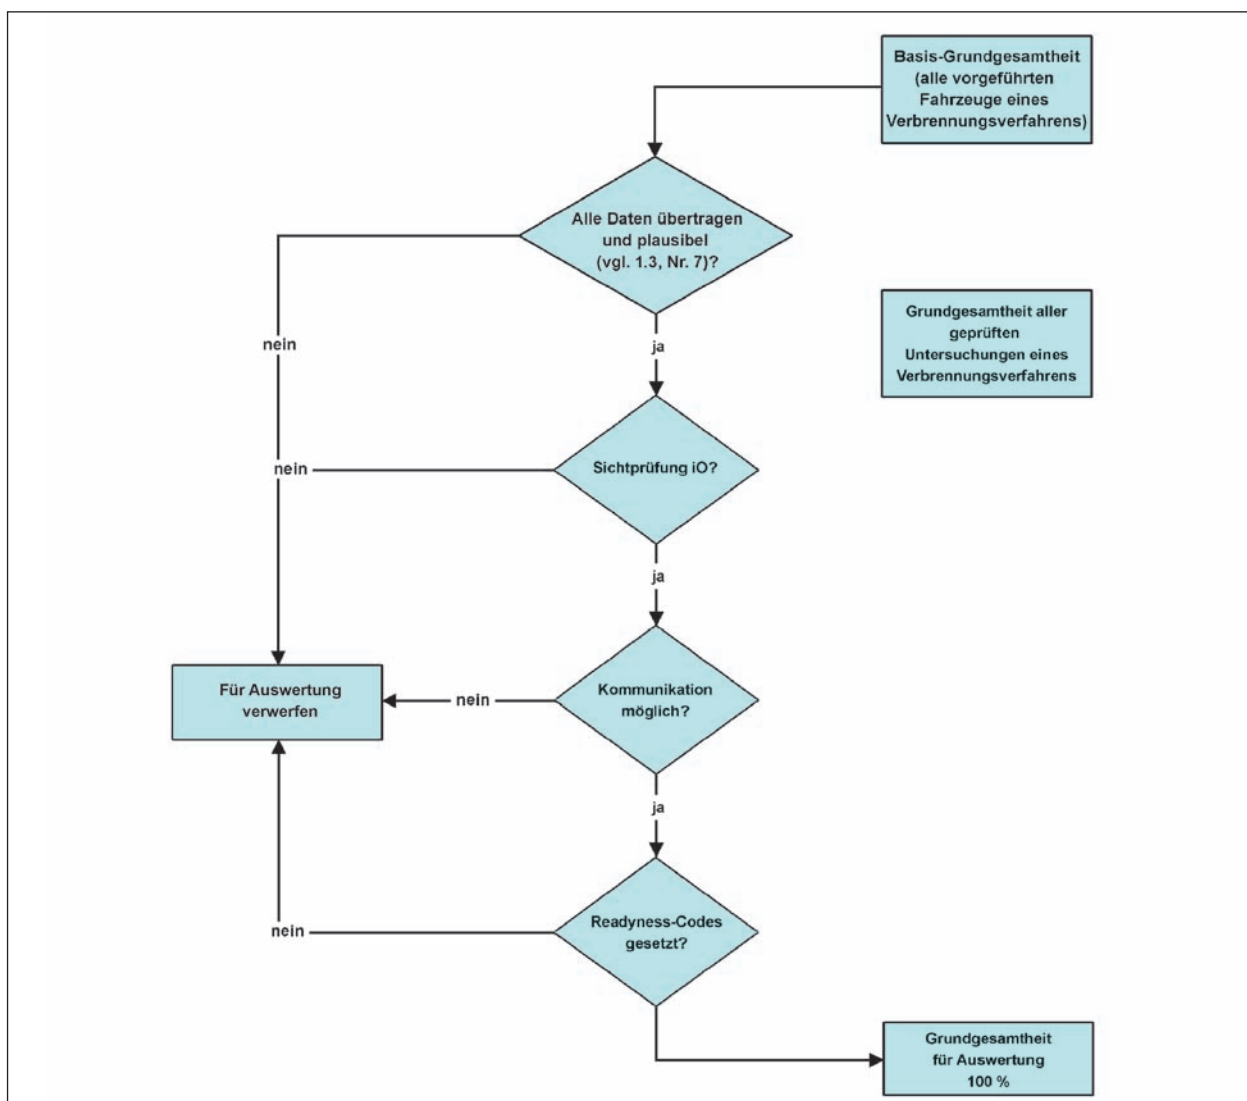 Basis-Grundgesamtheit
(alle vorgeführten
Fahrzeuge eines
Verbrennungsverfahrens)
Alle Daten übertragen
und plausibel
(vgl. 1.3, Nr. 7)?
Grundgesamtheit aller
geprüften
Untersuchungen eines
Verbrennungsverfahrens
nein
ja
Sichtprüfung iO?
nein
ja
Für Auswertung
verwerfen
nein
Kommunikation
möglich?
ja
Readyness-Codes
gesetzt?
nein
Grundgesamtheit
für Auswertung
100 %